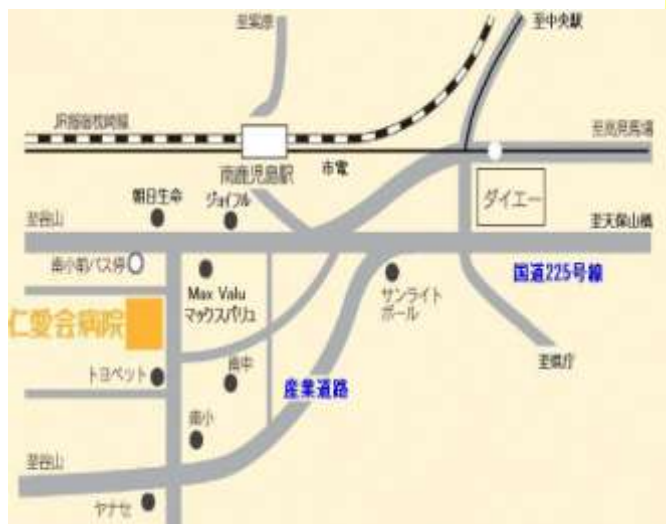 至紫原
至中央駅
JR指宿枕崎線
至高見馬場
南鹿児島駅
市電
朝日生命
ジョイフル
ダイエー
至谷山
至天保山橋
南小前バス停
国道225号線
Max Valu
マックスバリュ
サンライト
ボール
仁愛会病院
トヨペット
南中
至県庁
産業道路
南小
至谷山
ヤナセ